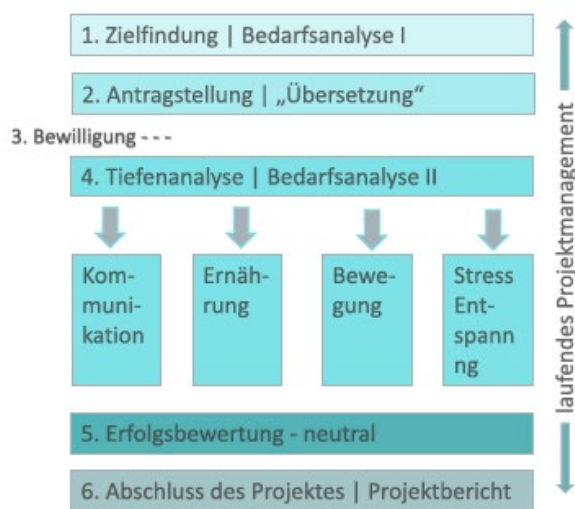 1. Zielfindung | Bedarfsanalyse I
2. Antragstellung | „Übersetzung“
3. Bewilligung - - -
4. Tiefenanalyse | Bedarfsanalyse II
Kom-
muni-
kation
Ernäh-
rung
Bewe-
gung
Stress
Ent-
spann
ng
5. Erfolgsbewertung - neutral
6. Abschluss des Projektes | Projektbericht
laufendes Projektmanagement